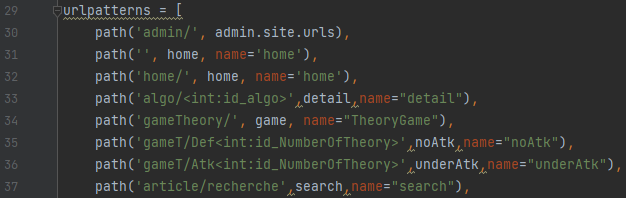 29 urlpatterns = [
30 path('admin/', admin.site.urls),
31 path('', home, name='home'),
32 path('home/', home, name='home'),
33 path('algo/<int:id_algo>',detail,name="detail"),
34 path('gameTheory/', game, name="TheoryGame"),
35 path('gameT/Def<int:id_NumberOfTheory>',noAtk,name="noAtk"),
36 path('gameT/Atk<int:id_NumberOfTheory>',underAtk,name="underAtk"),
37 path('article/recherche',search,name="search"),